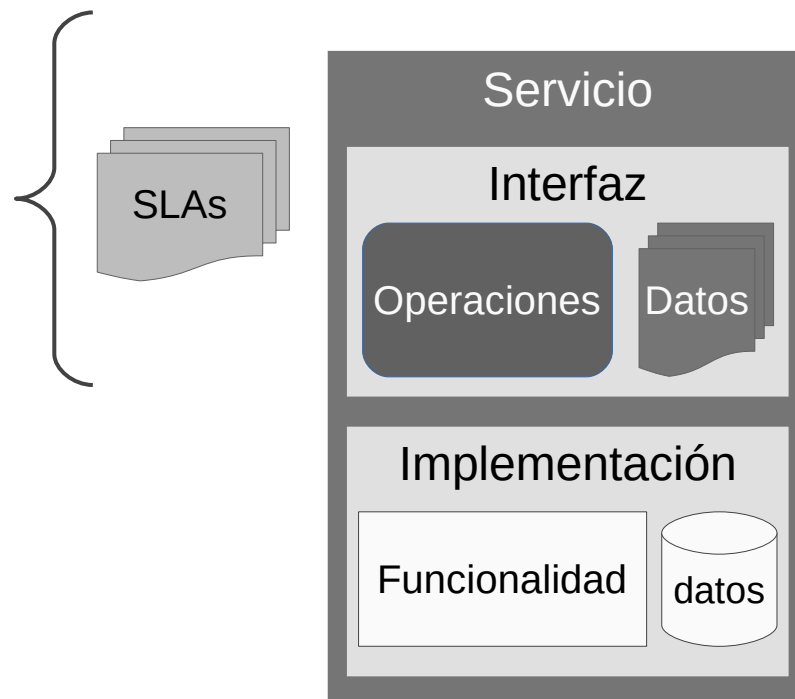 Servicio
SLAs
Interfaz
Operaciones
Datos
Implementación
Funcionalidad
datos